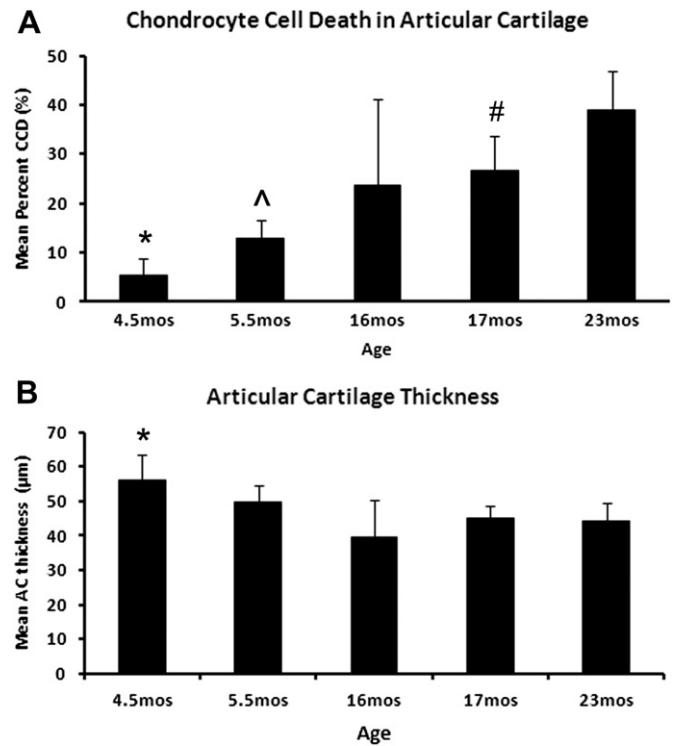 A
Chondrocyte Cell Death in Articular Cartilage
Mean Percent CCD (%)
50
40
30
20
10
0
*
^
#
4.5mos 5.5mos 16mos 17mos 23mos
Age
B
Articular Cartilage Thickness
Mean AC thickness (µm)
70
60
50
40
30
20
10
0
*
4.5mos 5.5mos 16mos 17mos 23mos
Age